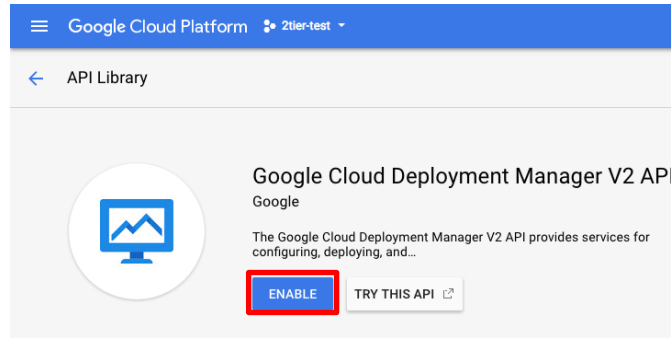 Google Cloud Platform 2tier-test
API Library
Google Cloud Deployment Manager V2 API
Google
The Google Cloud Deployment Manager V2 API provides services for
configuring, deploying, and...
ENABLE TRY THIS API